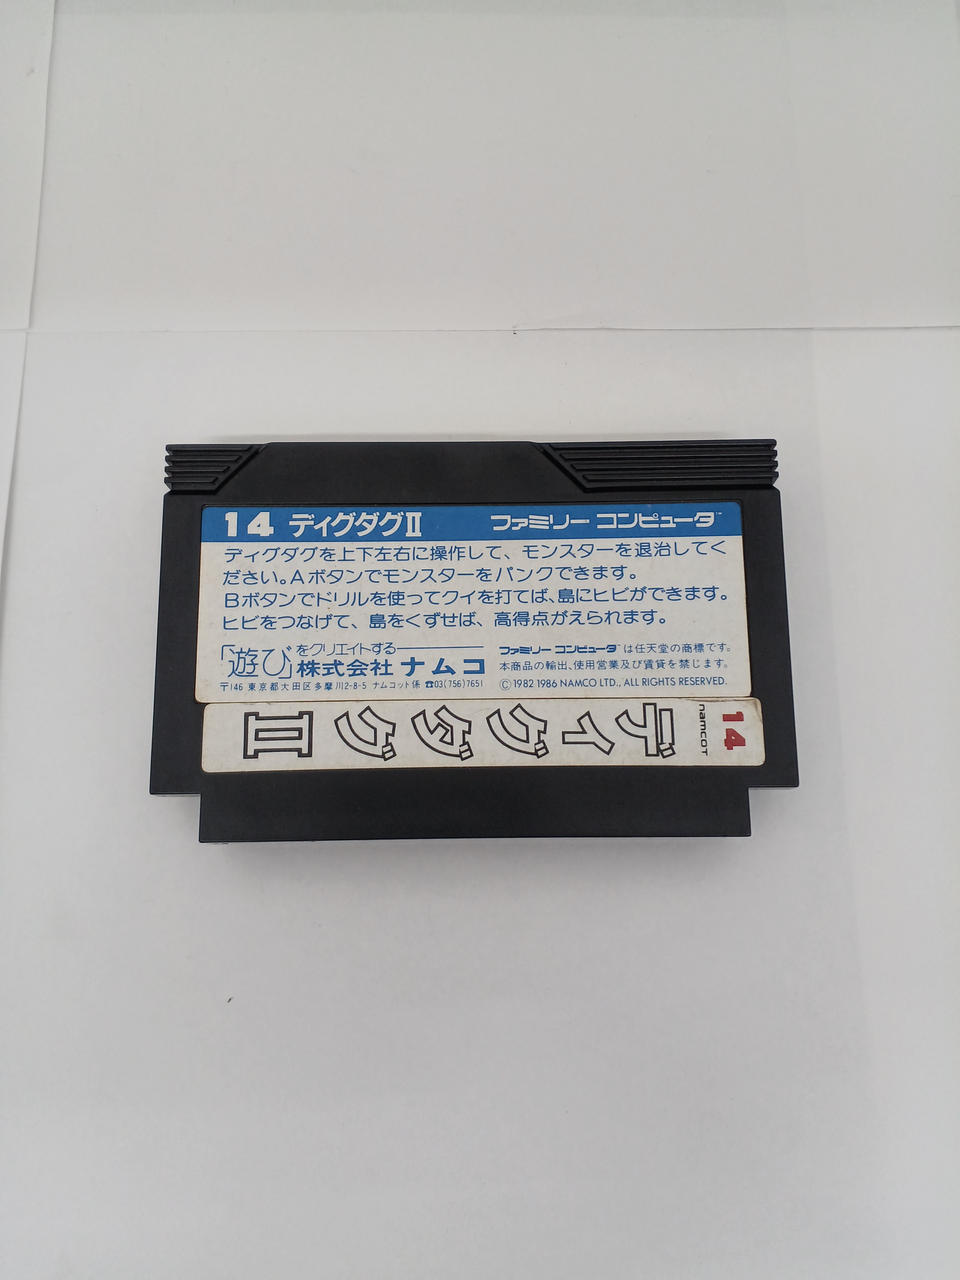 14 ディグダグII ファミリー コンピュータ™
ディグダグを上下左右に操作して、モンスターを退治してく
ださい。Aボタンでモンスターをパンクできます。
Bボタンでドリルを使ってクイを打てば、島にヒビができます。
ヒビをつなげて、島をくずせば、高得点がえられます。
「遊び」をクリエイトする
株式会社ナムコ
〒146 東京都大田区多摩川2-8-5 ナムコット係 ☎03(756)7651
ファミリー コンピュータ™は任天堂の商標です。
本商品の輸出、使用営業及び賃貸を禁じます。
©1982 1986 NAMCO LTD., ALL RIGHTS RESERVED.
14
namcot
ディグダグII